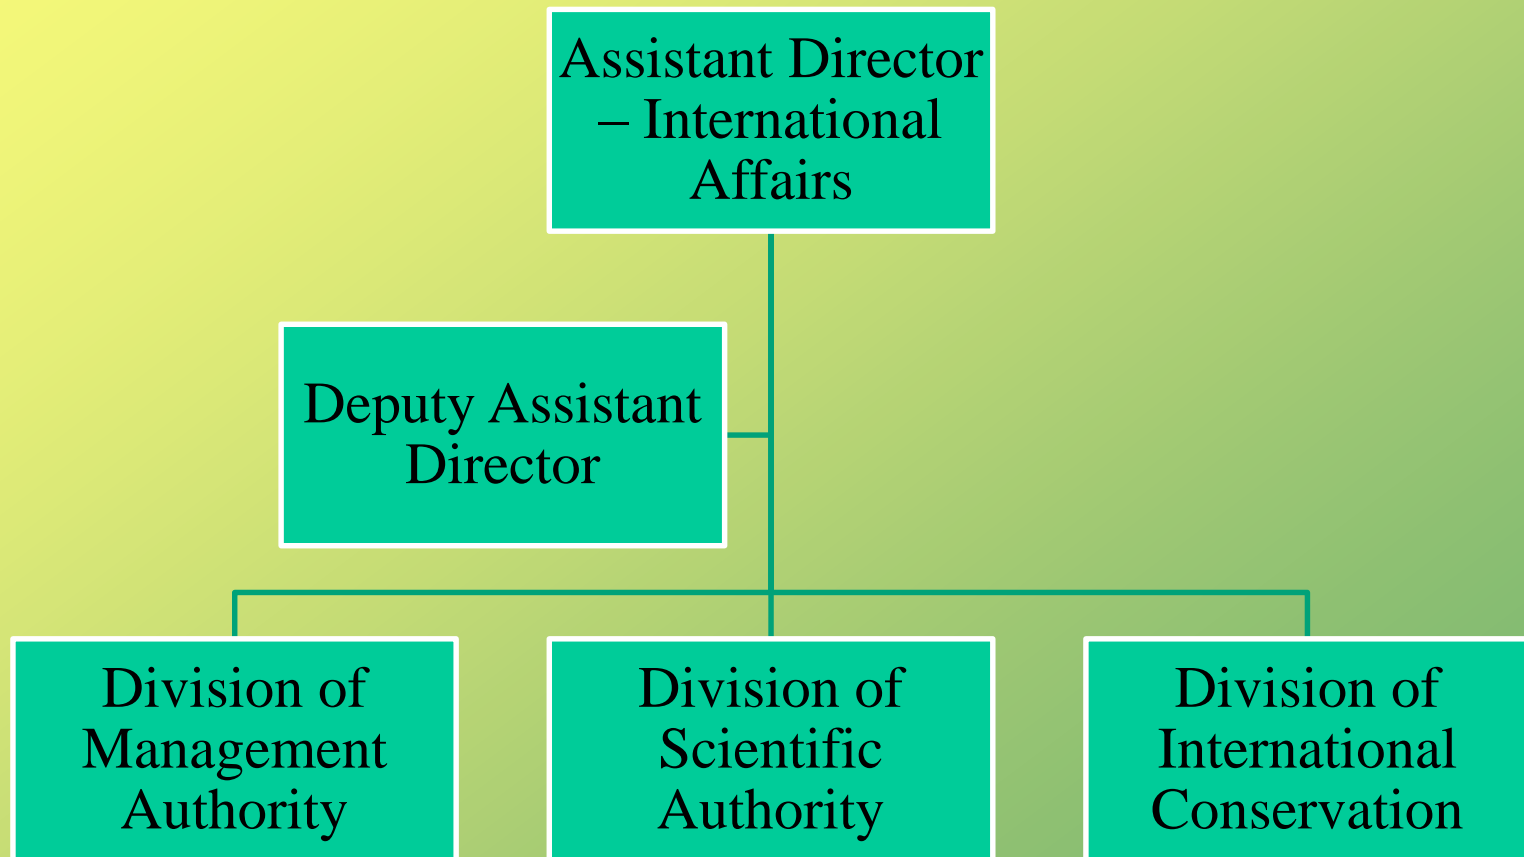 Assistant Director
– International
Affairs
Deputy Assistant
Director
Division of
Management
Authority
Division of
Scientific
Authority
Division of
International
Conservation